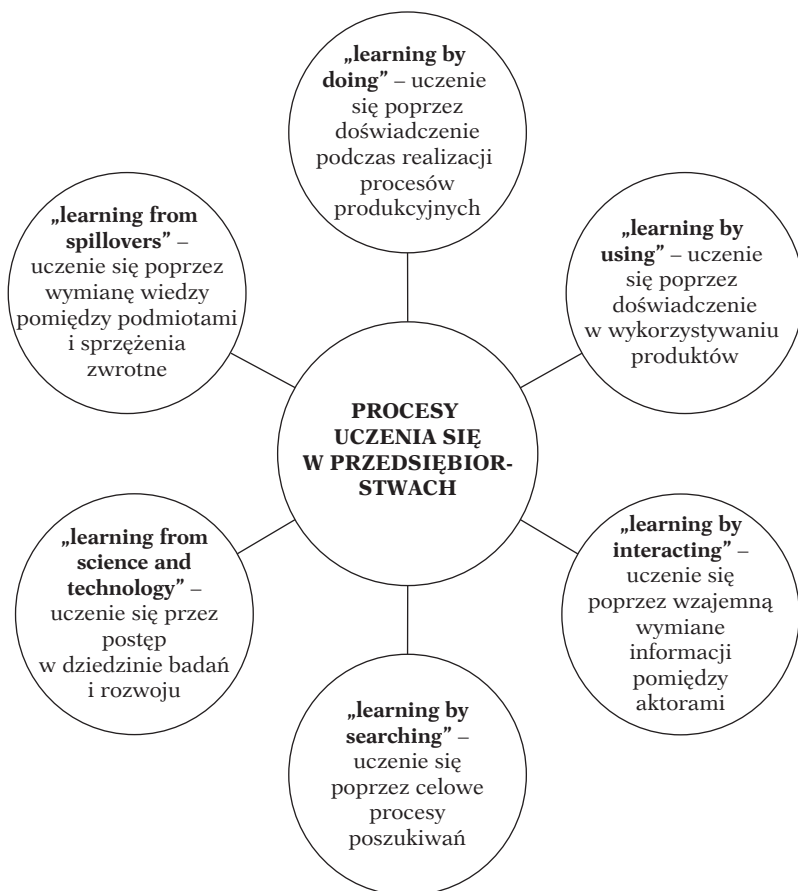 „learning by
doing” – uczenie
się poprzez
doświadczenie
podczas realizacji
procesów
produkcyjnych
„learning from
spillovers” –
uczenie się poprzez
wymianę wiedzy
pomiędzy podmiotami
i sprzężenia
zwrotne
„learning by
using” – uczenie
się poprzez
doświadczenie
w wykorzystywaniu
produktów
PROCESY
UCZENIA SIĘ
W PRZEDSIĘBIOR-
STWACH
„learning from
science and
technology” –
uczenie się przez
postęp
w dziedzinie badań
i rozwoju
„learning by
interacting” –
uczenie się
poprzez wzajemną
wymiane
informacji
pomiędzy
aktorami
„learning by
searching” –
uczenie się
poprzez celowe
procesy
poszukiwań